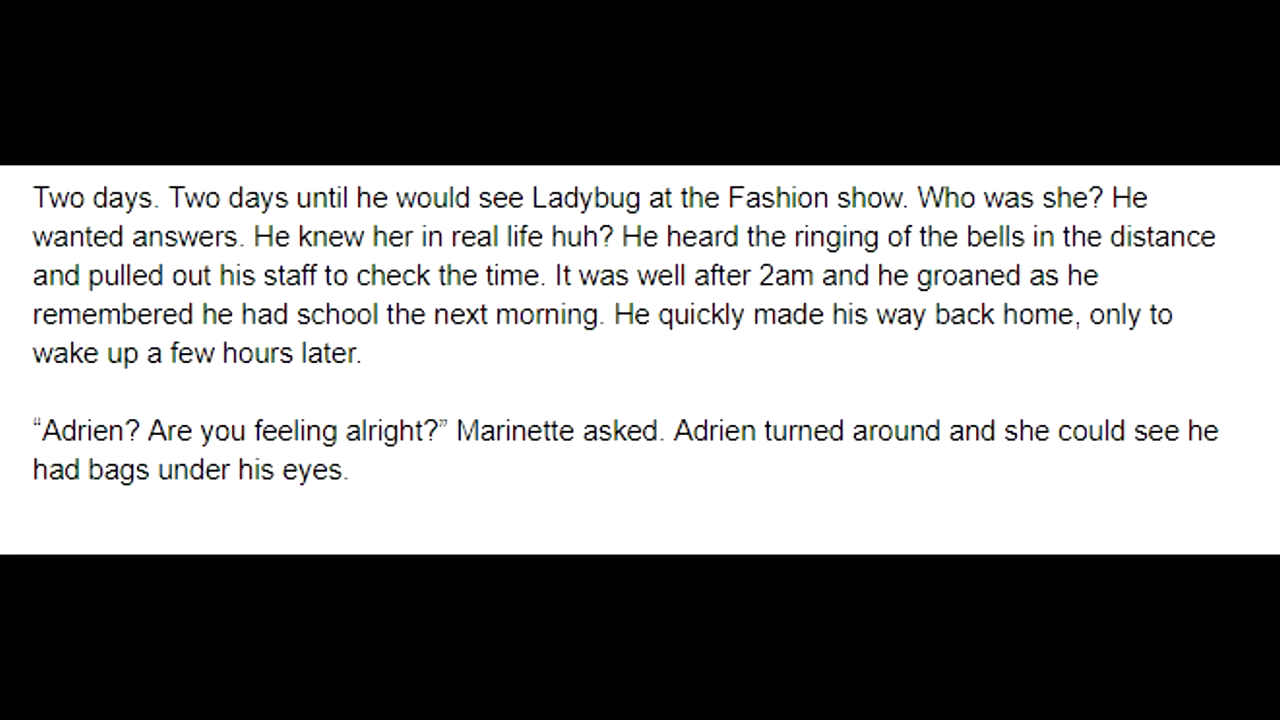 Two days. Two days until he would see Ladybug at the Fashion show. Who was she? He
wanted answers. He knew her in real life huh? He heard the ringing of the bells in the distance
and pulled out his staff to check the time. It was well after 2am and he groaned as he
remembered he had school the next morning. He quickly made his way back home, only to
wake up a few hours later.
“Adrien? Are you feeling alright?” Marinette asked. Adrien turned around and she could see he
had bags under his eyes.